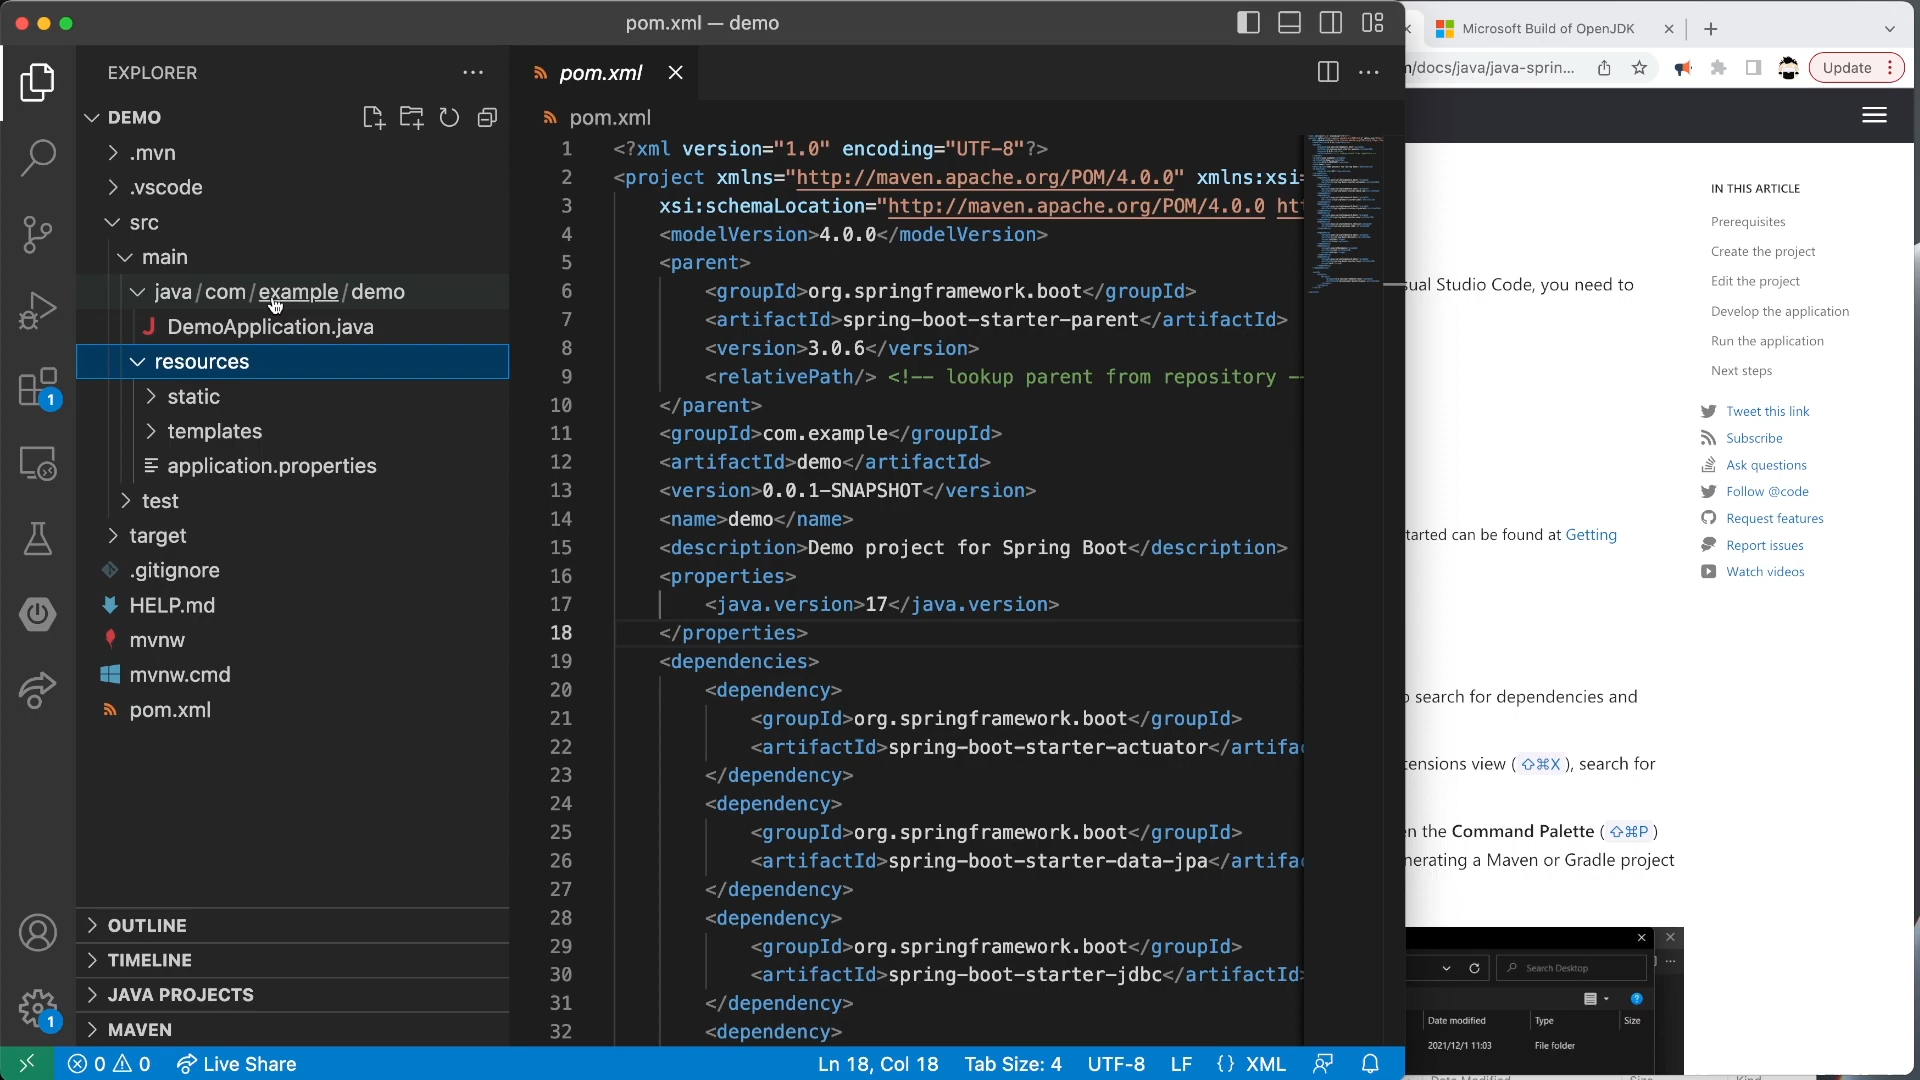 pom.xml — demo
EXPLORER
DEMO
.mvn
.vscode
src
main
java/com/example/demo
DemoApplication.java
resources
static
templates
application.properties
test
target
.gitignore
HELP.md
mvnw
mvnw.cmd
pom.xml
OUTLINE
TIMELINE
JAVA PROJECTS
MAVEN
1
1
pom.xml
pom.xml
1 <?xml version="1.0" encoding="UTF-8"?>
2 <project xmlns="http://maven.apache.org/POM/4.0.0" xmlns:xsi=
3 xsi:schemaLocation="http://maven.apache.org/POM/4.0.0 htt
4 <modelVersion>4.0.0</modelVersion>
5 <parent>
6 <groupId>org.springframework.boot</groupId>
7 <artifactId>spring-boot-starter-parent</artifactId>
8 <version>3.0.6</version>
9 <relativePath/> <!-- lookup parent from repository --
10 </parent>
11 <groupId>com.example</groupId>
12 <artifactId>demo</artifactId>
13 <version>0.0.1-SNAPSHOT</version>
14 <name>demo</name>
15 <description>Demo project for Spring Boot</description>
16 <properties>
17 <java.version>17</java.version>
18 </properties>
19 <dependencies>
20 <dependency>
21 <groupId>org.springframework.boot</groupId>
22 <artifactId>spring-boot-starter-actuator</artifac
23 </dependency>
24 <dependency>
25 <groupId>org.springframework.boot</groupId>
26 <artifactId>spring-boot-starter-data-jpa</artifac
27 </dependency>
28 <dependency>
29 <groupId>org.springframework.boot</groupId>
30 <artifactId>spring-boot-starter-jdbc</artifactId>
31 </dependency>
32 <dependency>
0 0 Live Share
Ln 18, Col 18 Tab Size: 4 UTF-8 LF {} XML
Microsoft Build of OpenJDK
/docs/java/java-sprin...
Update
sual Studio Code, you need to
tarted can be found at Getting
search for dependencies and
tensions view (⇧⌘X), search for
n the Command Palette (⇧⌘P)
nerating a Maven or Gradle project
IN THIS ARTICLE
Prerequisites
Create the project
Edit the project
Develop the application
Run the application
Next steps
Tweet this link
Subscribe
Ask questions
Follow @code
Request features
Report issues
Watch videos
Search Desktop
Date modified Type Size
2021/12/1 11:03 File folder